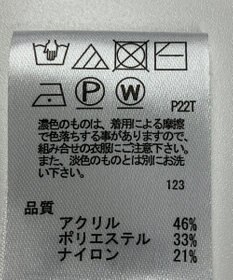 P W
P22T
濃色のものは、着用による摩擦
で色落ちする事がありますので、
組み合せの衣服にご注意下さい。
また、淡色のものとは別にお洗
い下さい。
123
品質
アクリル 46%
ポリエステル 33%
ナイロン 21%